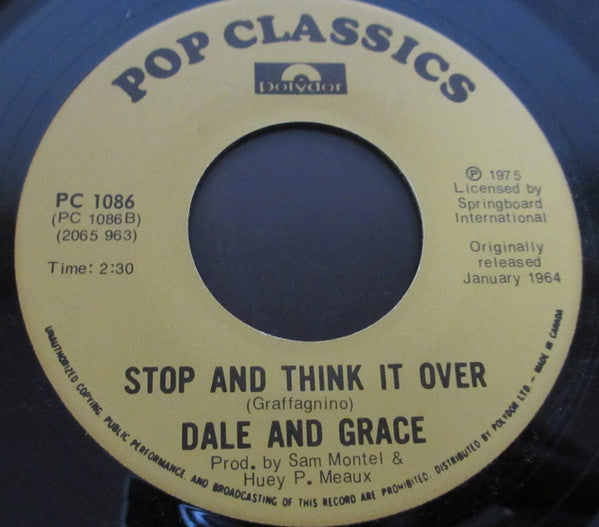 POP CLASSICS
Polydor
PC 1086
(PC 1086B)
(2065 963)
Time: 2:30
Ⓟ 1975
Licensed by
Springboard
International
Originally
released
January 1964
STOP AND THINK IT OVER
(Graffagnino)
DALE AND GRACE
Prod. by Sam Montel &
Huey P. Meaux
UNAUTHORIZED COPYING, PUBLIC PERFORMANCE AND BROADCASTING OF THIS RECORD ARE PROHIBITED. DISTRIBUTED BY POLYDOR LTD. - MADE IN CANADA